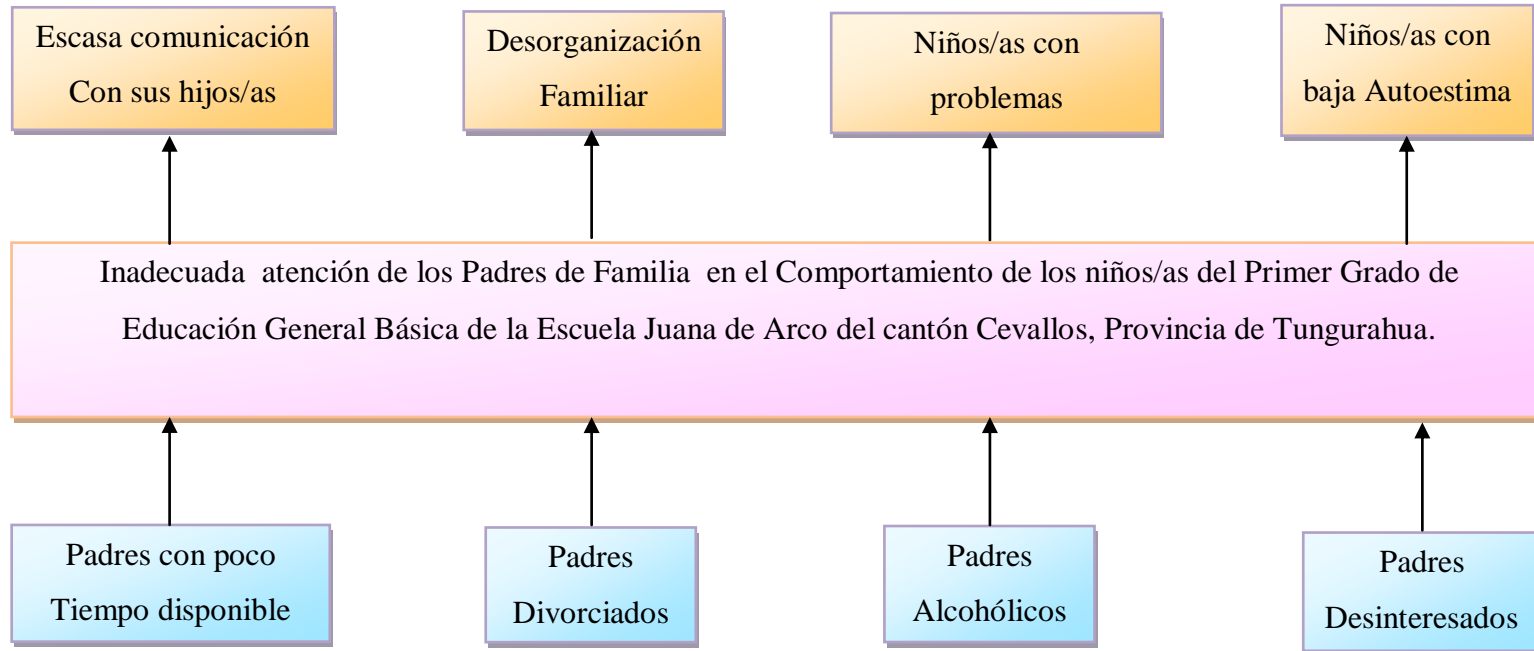 Escasa comunicación
Con sus hijos/as
Desorganización
Familiar
Niños/as con
problemas
Niños/as con
baja Autoestima
Inadecuada atención de los Padres de Familia en el Comportamiento de los niños/as del Primer Grado de
Educación General Básica de la Escuela Juana de Arco del cantón Cevallos, Provincia de Tungurahua.
Padres con poco
Tiempo disponible
Padres
Divorciados
Padres
Alcohólicos
Padres
Desinteresados